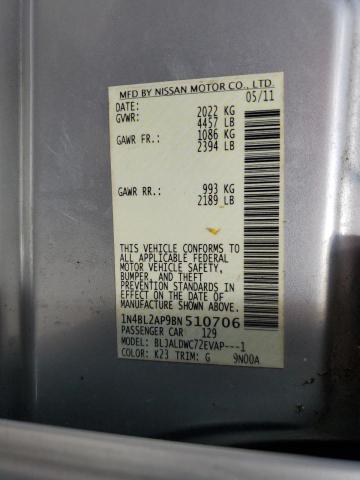 MFD BY NISSAN MOTOR CO., LTD.
DATE: 05/11
GVWR: 2022 KG
4457 LB
GAWR FR.: 1086 KG
2394 LB
GAWR RR.: 993 KG
2189 LB
THIS VEHICLE CONFORMS TO
ALL APPLICABLE FEDERAL
MOTOR VEHICLE SAFETY,
BUMPER, AND THEFT
PREVENTION STANDARDS IN
EFFECT ON THE DATE OF
MANUFACTURE SHOWN ABOVE.
1N4BL2AP9BN510706
PASSENGER CAR 129
MODEL: BLJALDWC72EVAP---1
COLOR: K23 TRIM: G 9N00A